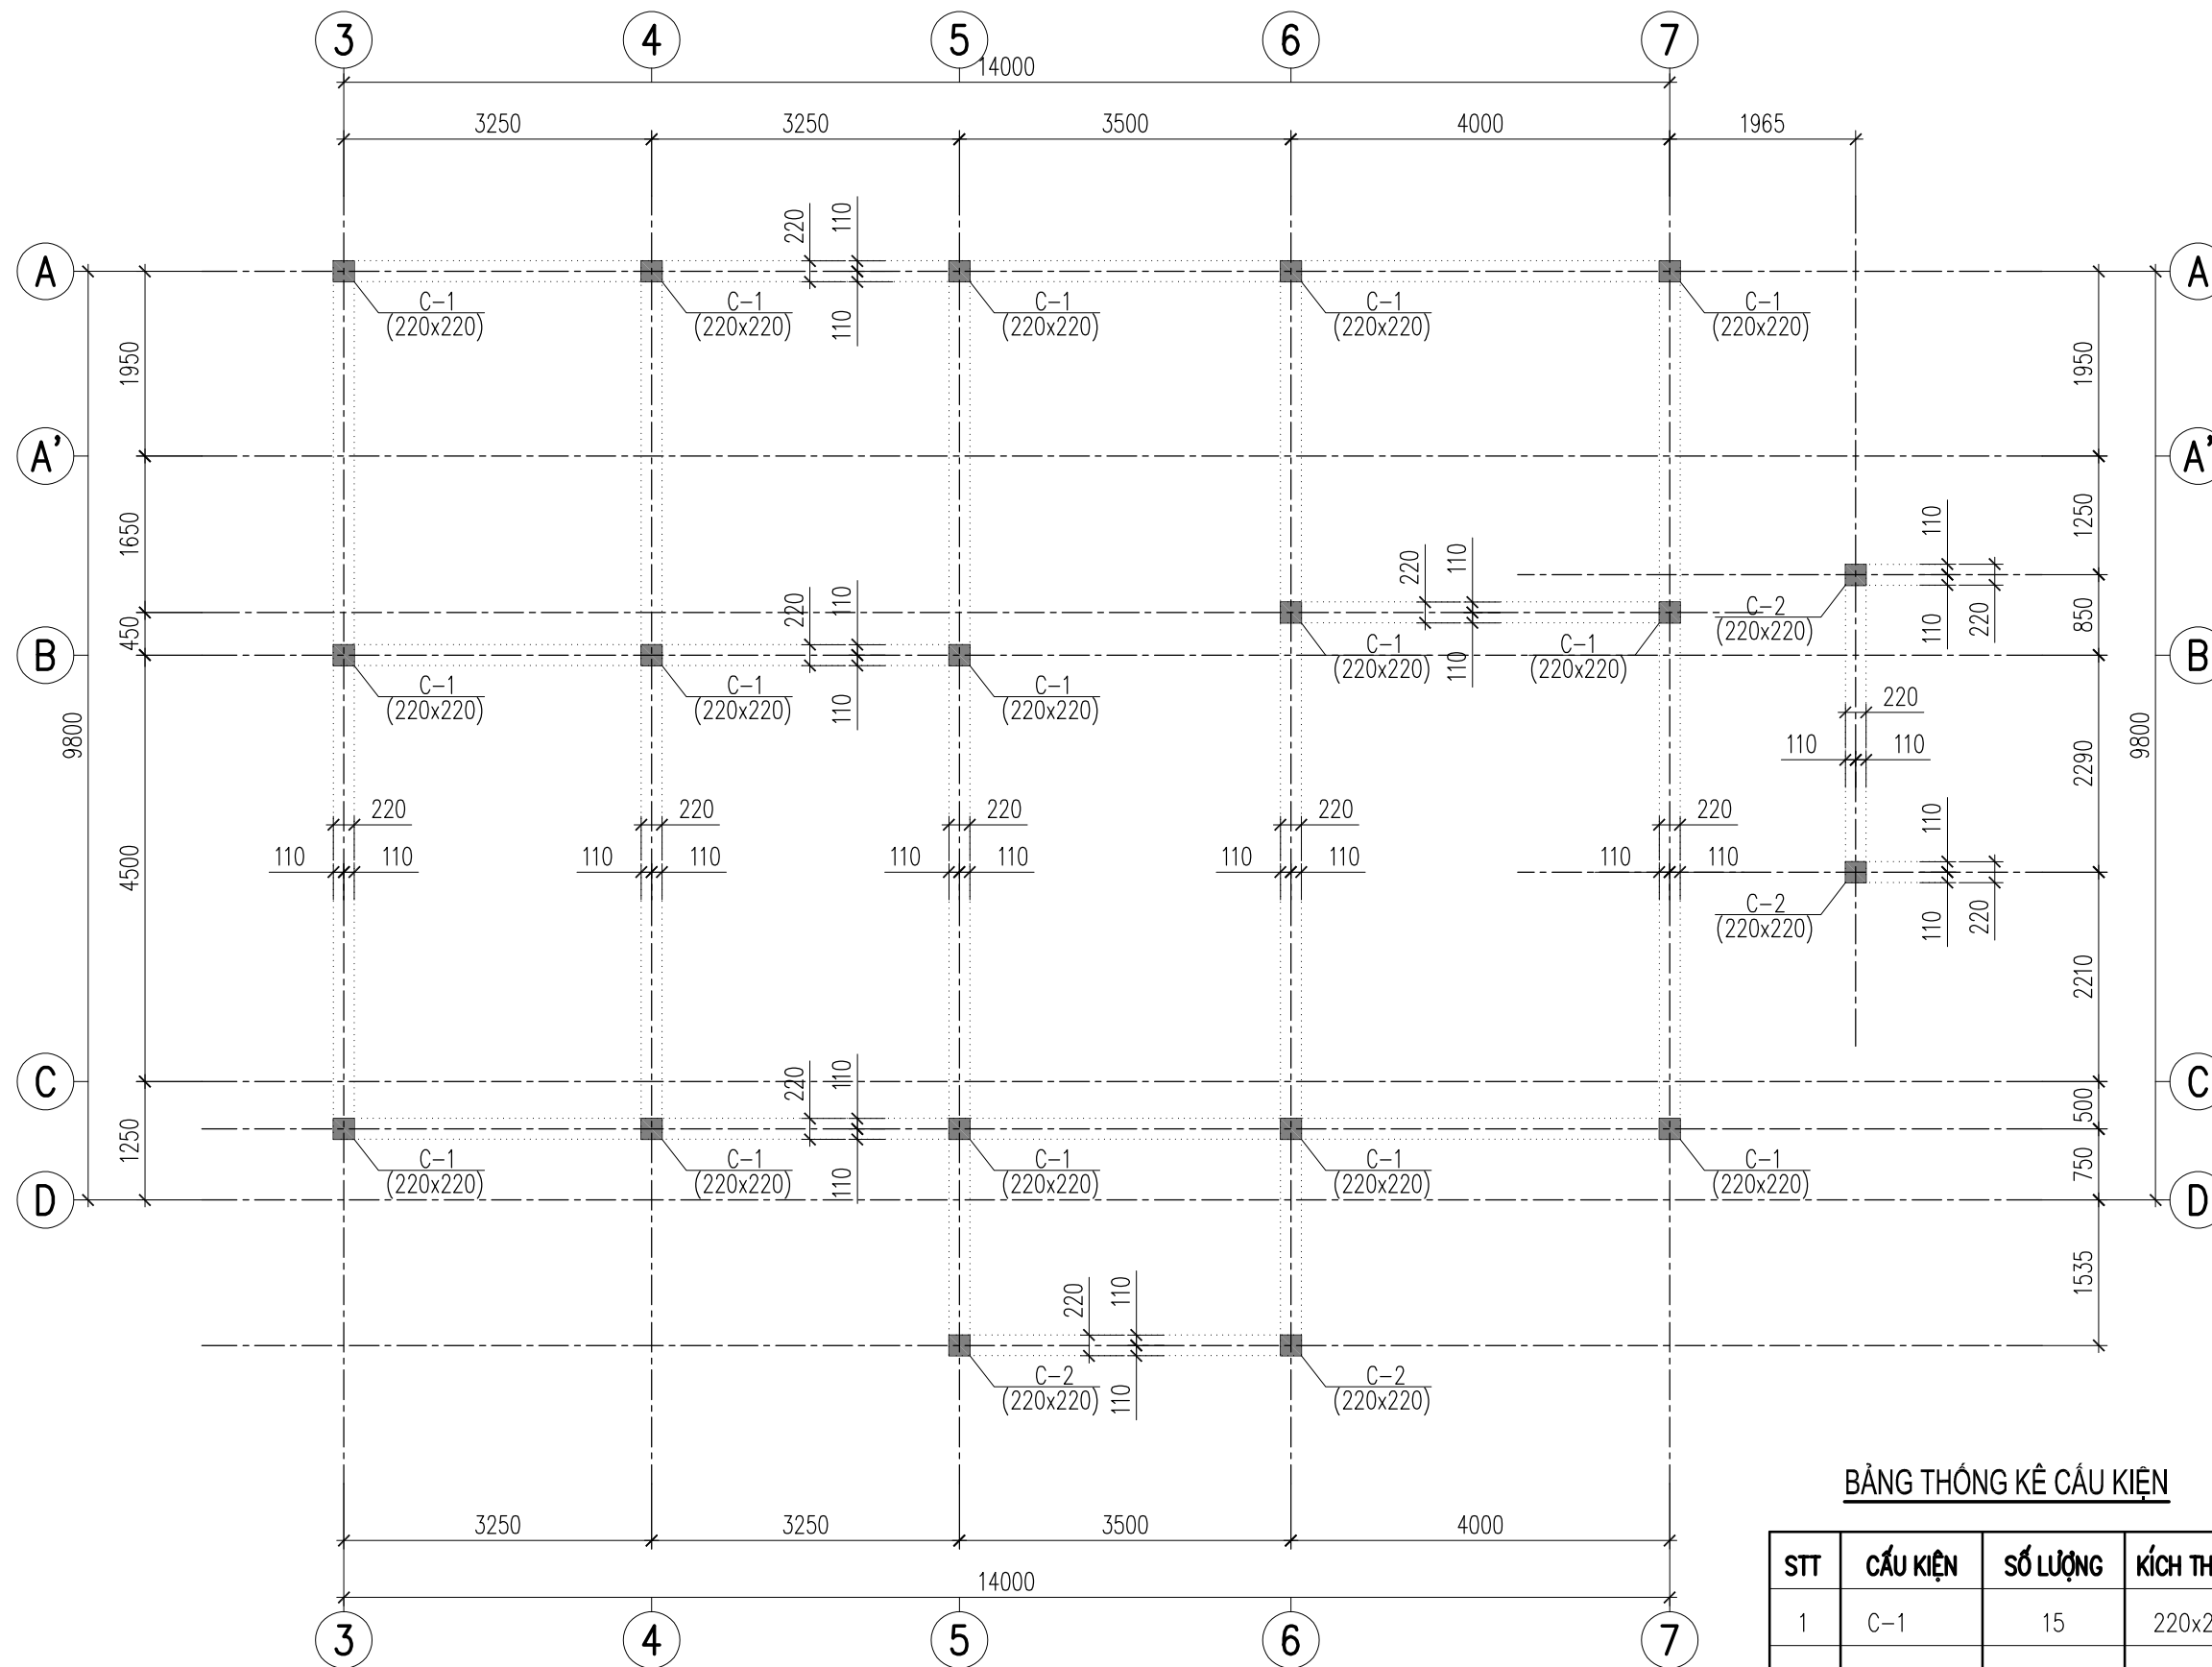 3 4 5 6 7
14000
3250 3250 3500 4000 1965
220 110
A A
C-1 C-1 C-1 C-1 C-1
(220x220) (220x220) 110 (220x220) (220x220) (220x220)
1950 1950
A' A'
1650 1250
110
220 110
220 110
C-2
(220x220)
110 220
450 850
B B
C-1 C-1
(220x220) 110 (220x220)
C-1 C-1 C-1
(220x220) (220x220) 110 (220x220)
220
110 110
9800 2290 9800
220 220 220 220 220
110 110 110 110 110 110 110 110 110 110
4500
110
C-2
(220x220)
110 220
2210
C C
220 110
500
1250
C-1 C-1 C-1 C-1 C-1
(220x220) (220x220) 110 (220x220) (220x220) (220x220)
750
D D
1535
220 110
C-2 C-2
(220x220) 110 (220x220)
BẢNG THỐNG KÊ CẤU KIỆN
3250 3250 3500 4000
14000
STT CẤU KIỆN SỐ LƯỢNG KÍCH TH
1 C-1 15 220x2
3 4 5 6 7